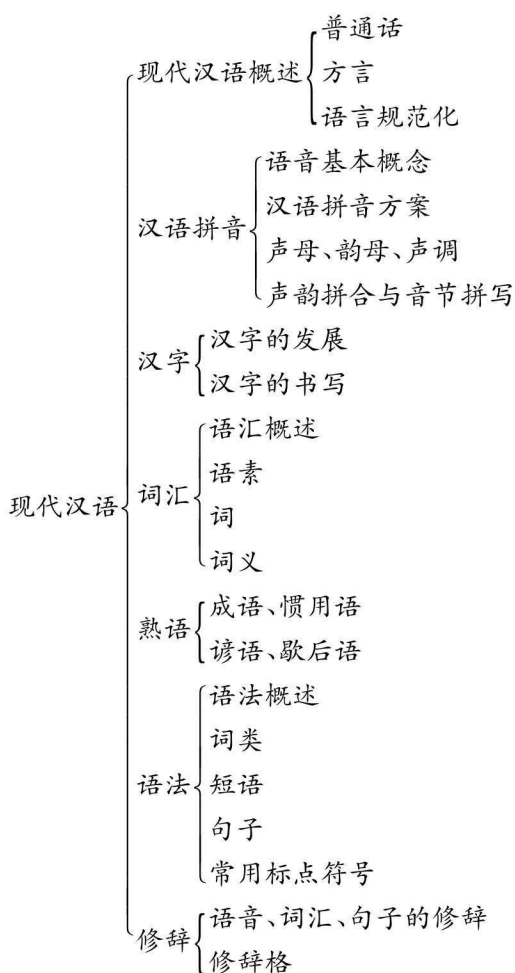 现代汉语
现代汉语概述
普通话
方言
语言规范化
汉语拼音
语音基本概念
汉语拼音方案
声母、韵母、声调
声韵拼合与音节拼写
汉字
汉字的发展
汉字的书写
词汇
语汇概述
语素
词
词义
熟语
成语、惯用语
谚语、歇后语
语法
语法概述
词类
短语
句子
常用标点符号
修辞
语音、词汇、句子的修辞
修辞格